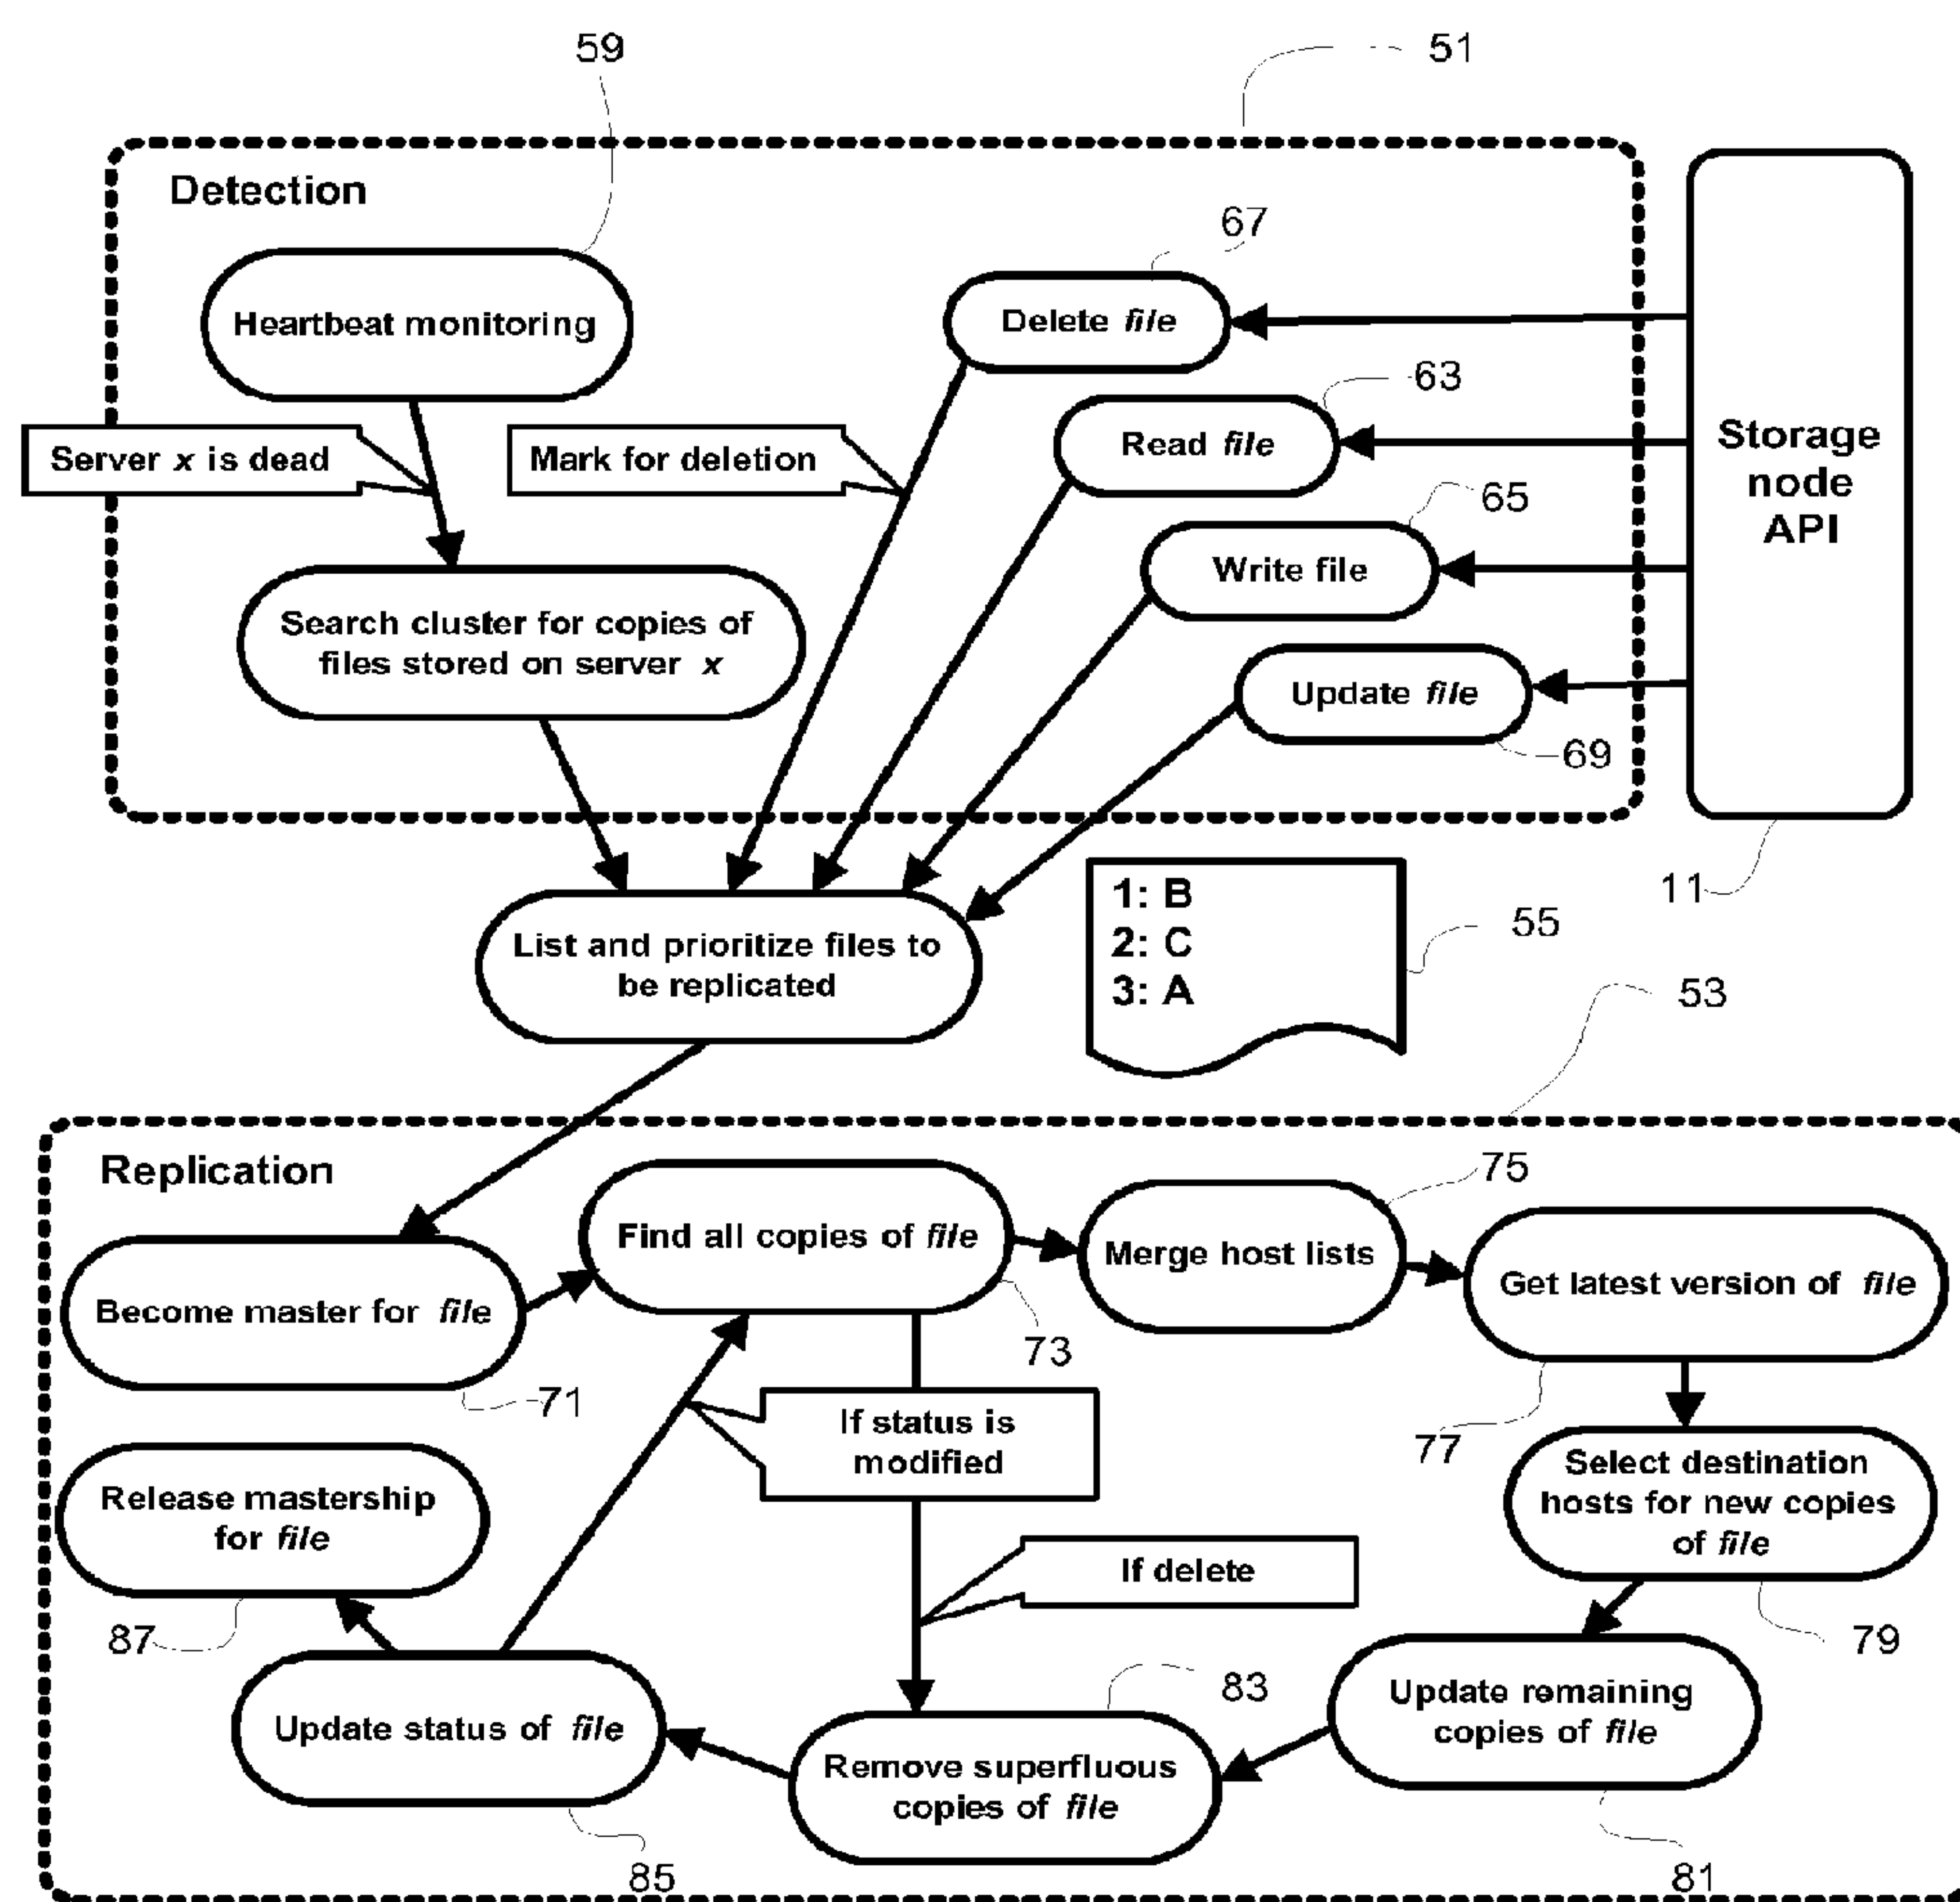 59
51
Detection
67
Heartbeat monitoring
Delete file
63
Read file
Storage
node
API
Server x is dead
Mark for deletion
65
Write file
Search cluster for copies of
files stored on server x
Update file
69
11
1: B
2: C
3: A
55
List and prioritize files to
be replicated
53
Replication
75
Find all copies of file
Merge host lists
Get latest version of file
Become master for file
73
71
77
If status is
modified
Select destination
hosts for new copies
of file
Release mastership
for file
If delete
87
79
83
Update remaining
copies of file
Update status of file
Remove superfluous
copies of file
85
81